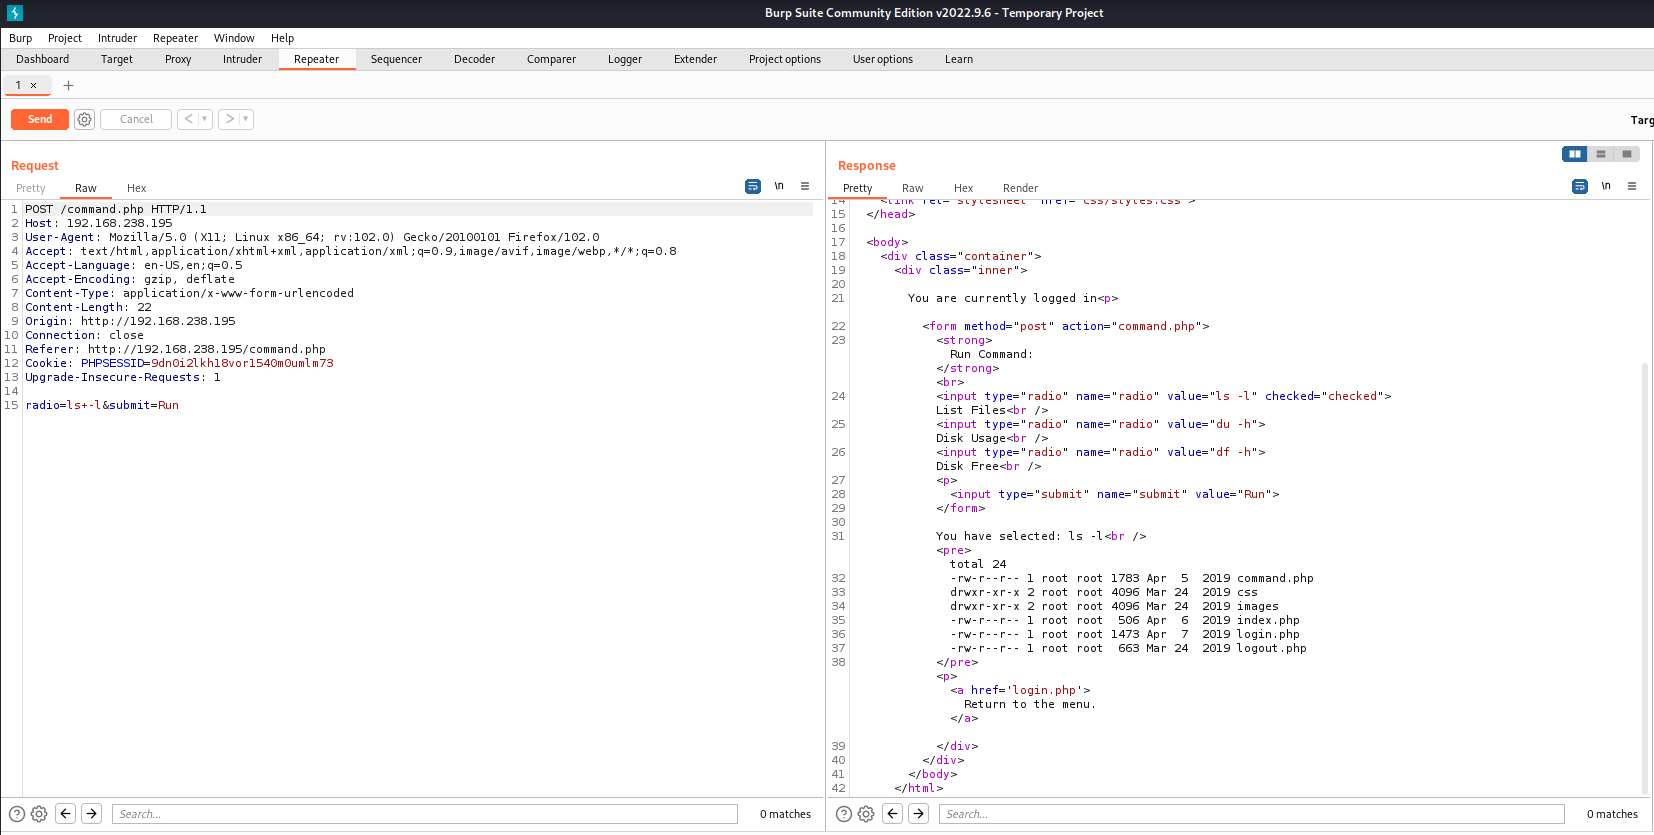 Burp Suite Community Edition v2022.9.6 - Temporary Project
Burp Project Intruder Repeater Window Help
Dashboard Target Proxy Intruder Repeater Sequencer Decoder Comparer Logger Extender Project options User options Learn
1 × +
Send Cancel < >
Targ
Request
Pretty Raw Hex \n
1 POST /command.php HTTP/1.1
2 Host: 192.168.238.195
3 User-Agent: Mozilla/5.0 (X11; Linux x86_64; rv:102.0) Gecko/20100101 Firefox/102.0
4 Accept: text/html,application/xhtml+xml,application/xml;q=0.9,image/avif,image/webp,*/*;q=0.8
5 Accept-Language: en-US,en;q=0.5
6 Accept-Encoding: gzip, deflate
7 Content-Type: application/x-www-form-urlencoded
8 Content-Length: 22
9 Origin: http://192.168.238.195
10 Connection: close
11 Referer: http://192.168.238.195/command.php
12 Cookie: PHPSESSID=9dn0i2lkh18vor1540m0umlm73
13 Upgrade-Insecure-Requests: 1
14
15 radio=ls+-l&submit=Run
Search... 0 matches
Response
Pretty Raw Hex Render \n
14 <link rel="stylesheet" href="css/styles.css">
15 </head>
16
17 <body>
18 <div class="container">
19 <div class="inner">
20
21 You are currently logged in<p>
22 <form method="post" action="command.php">
23 <strong>
Run Command:
</strong>
<br>
24 <input type="radio" name="radio" value="ls -l" checked="checked">
List Files<br />
25 <input type="radio" name="radio" value="du -h">
Disk Usage<br />
26 <input type="radio" name="radio" value="df -h">
Disk Free<br />
27 <p>
28 <input type="submit" name="submit" value="Run">
29 </form>
30
31 You have selected: ls -l<br />
<pre>
total 24
32 -rw-r--r-- 1 root root 1783 Apr  5  2019 command.php
33 drwxr-xr-x 2 root root 4096 Mar 24  2019 css
34 drwxr-xr-x 2 root root 4096 Mar 24  2019 images
35 -rw-r--r-- 1 root root  506 Apr  6  2019 index.php
36 -rw-r--r-- 1 root root 1473 Apr  7  2019 login.php
37 -rw-r--r-- 1 root root  663 Mar 24  2019 logout.php
38 </pre>
<p>
<a href='login.php'>
Return to the menu.
</a>
39 </div>
40 </div>
41 </body>
42 </html>
Search... 0 matches